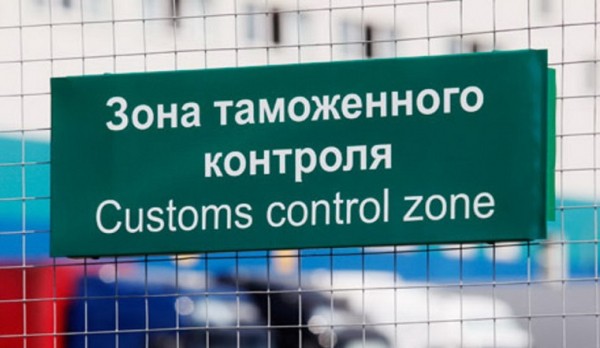 Зона таможенного
контроля
Customs control zone